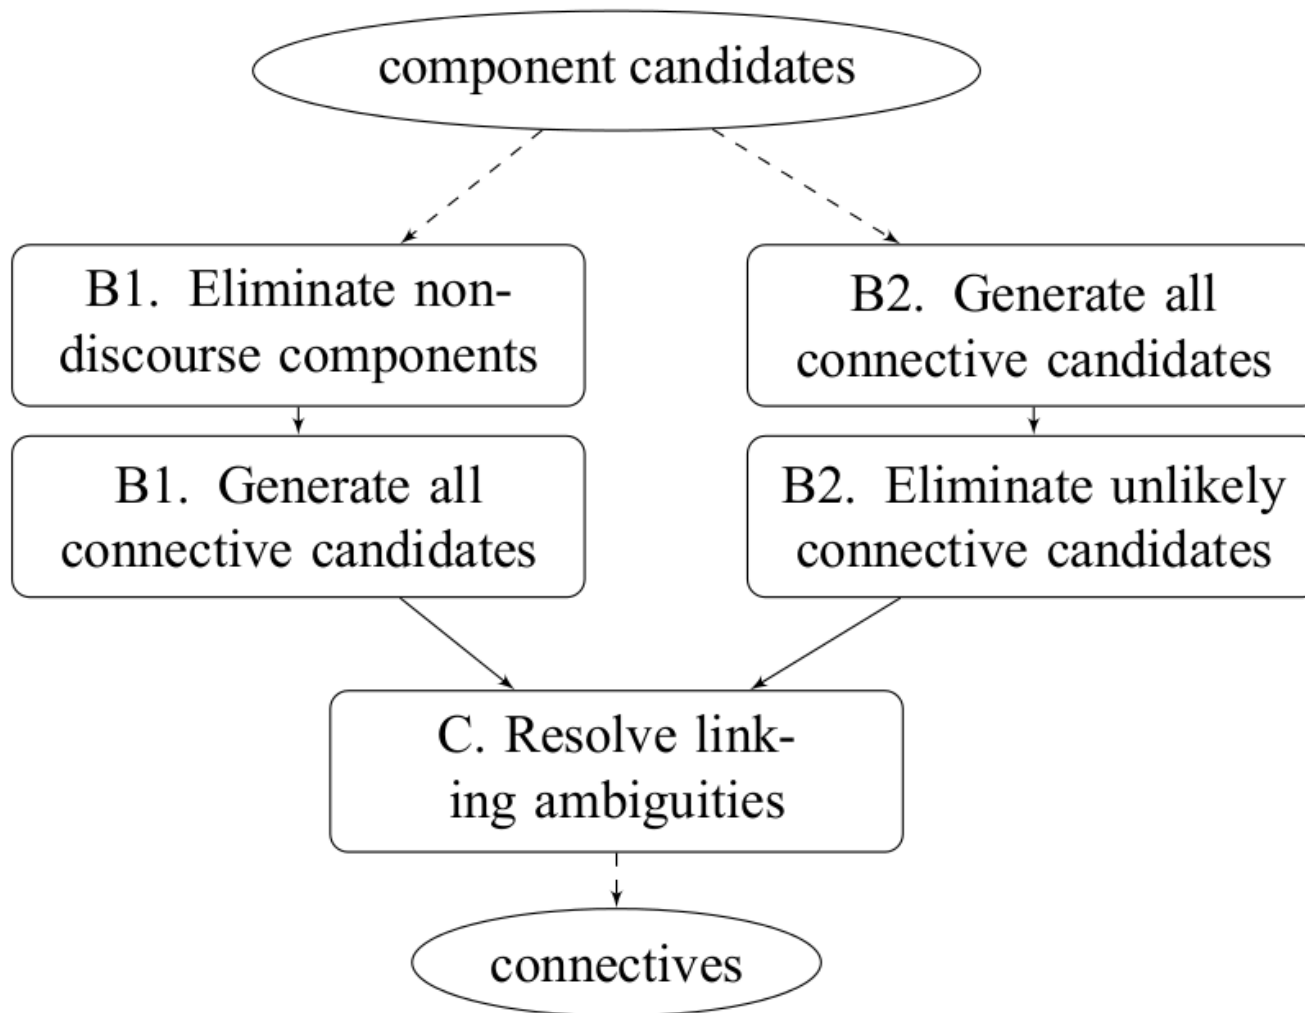 component candidates
B1. Eliminate non-
discourse components
B2. Generate all
connective candidates
B1. Generate all
connective candidates
B2. Eliminate unlikely
connective candidates
C. Resolve link-
ing ambiguities
connectives